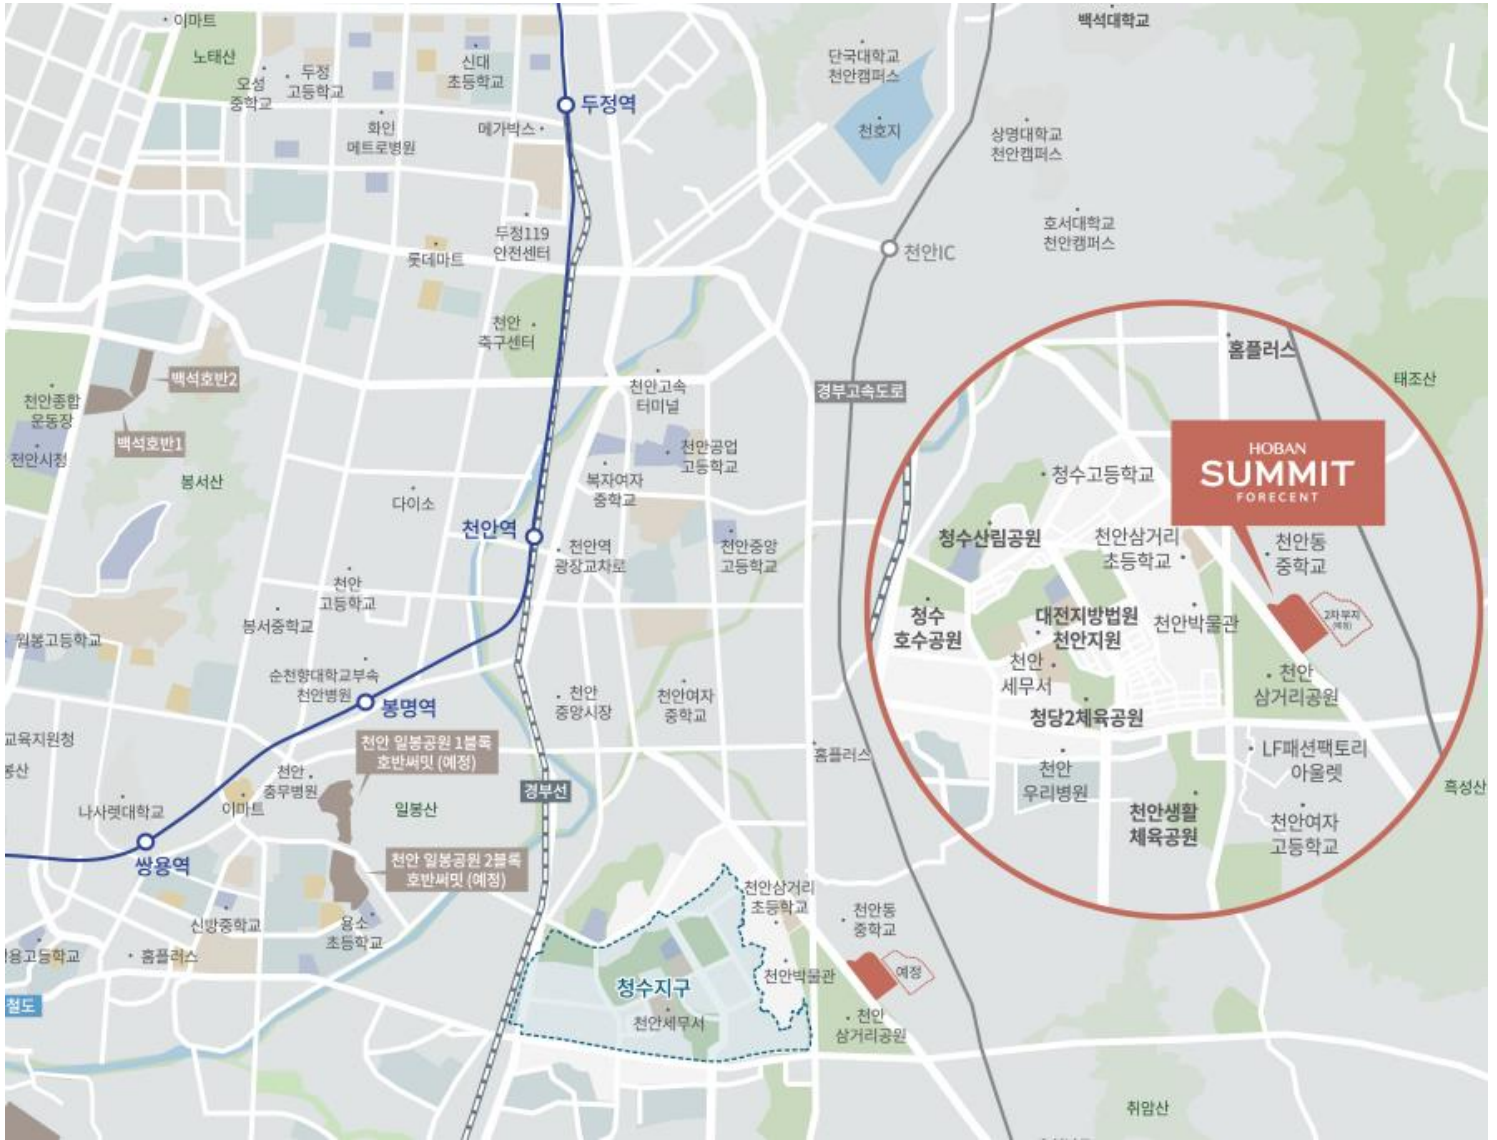 이마트
노태산
오성
중학교
두정
고등학교
신대
초등학교
화인
메트로병원
메가박스
두정역
단국대학교
천안캠퍼스
천호지
백석대학교
상명대학교
천안캠퍼스
호서대학교
천안캠퍼스
두정119
안전센터
롯데마트
천안IC
천안
축구센터
백석호반2
천안종합
운동장
백석호반1
천안시청
봉서산
천안고속
터미널
경부고속도로
천안공업
고등학교
복자여자
중학교
다이소
천안역
천안역
광장교차로
천안중앙
고등학교
천안
고등학교
봉서중학교
월봉고등학교
순천향대학교부속
천안병원
봉명역
천안
중앙시장
천안여자
중학교
교육지원청
봉산
천안 일봉공원 1블록
호반써밋 (예정)
천안
충무병원
이마트
나사렛대학교
쌍용역
일봉산
경부선
홈플러스
천안 일봉공원 2블록
호반써밋 (예정)
신방중학교
용소
초등학교
홈플러스
용고등학교
철도
청수지구
천안세무서
천안삼거리
초등학교
천안동
중학교
천안박물관
예정
천안
삼거리공원
홈플러스
태조산
HOBAN
SUMMIT
FORECENT
청수고등학교
청수산림공원
천안삼거리
초등학교
천안동
중학교
청수
호수공원
대전지방법원
천안지원
천안박물관
2차부지
(예정)
천안
세무서
천안
삼거리공원
청당2체육공원
LF패션팩토리
아울렛
천안
우리병원
천안생활
체육공원
천안여자
고등학교
흑성산
취암산